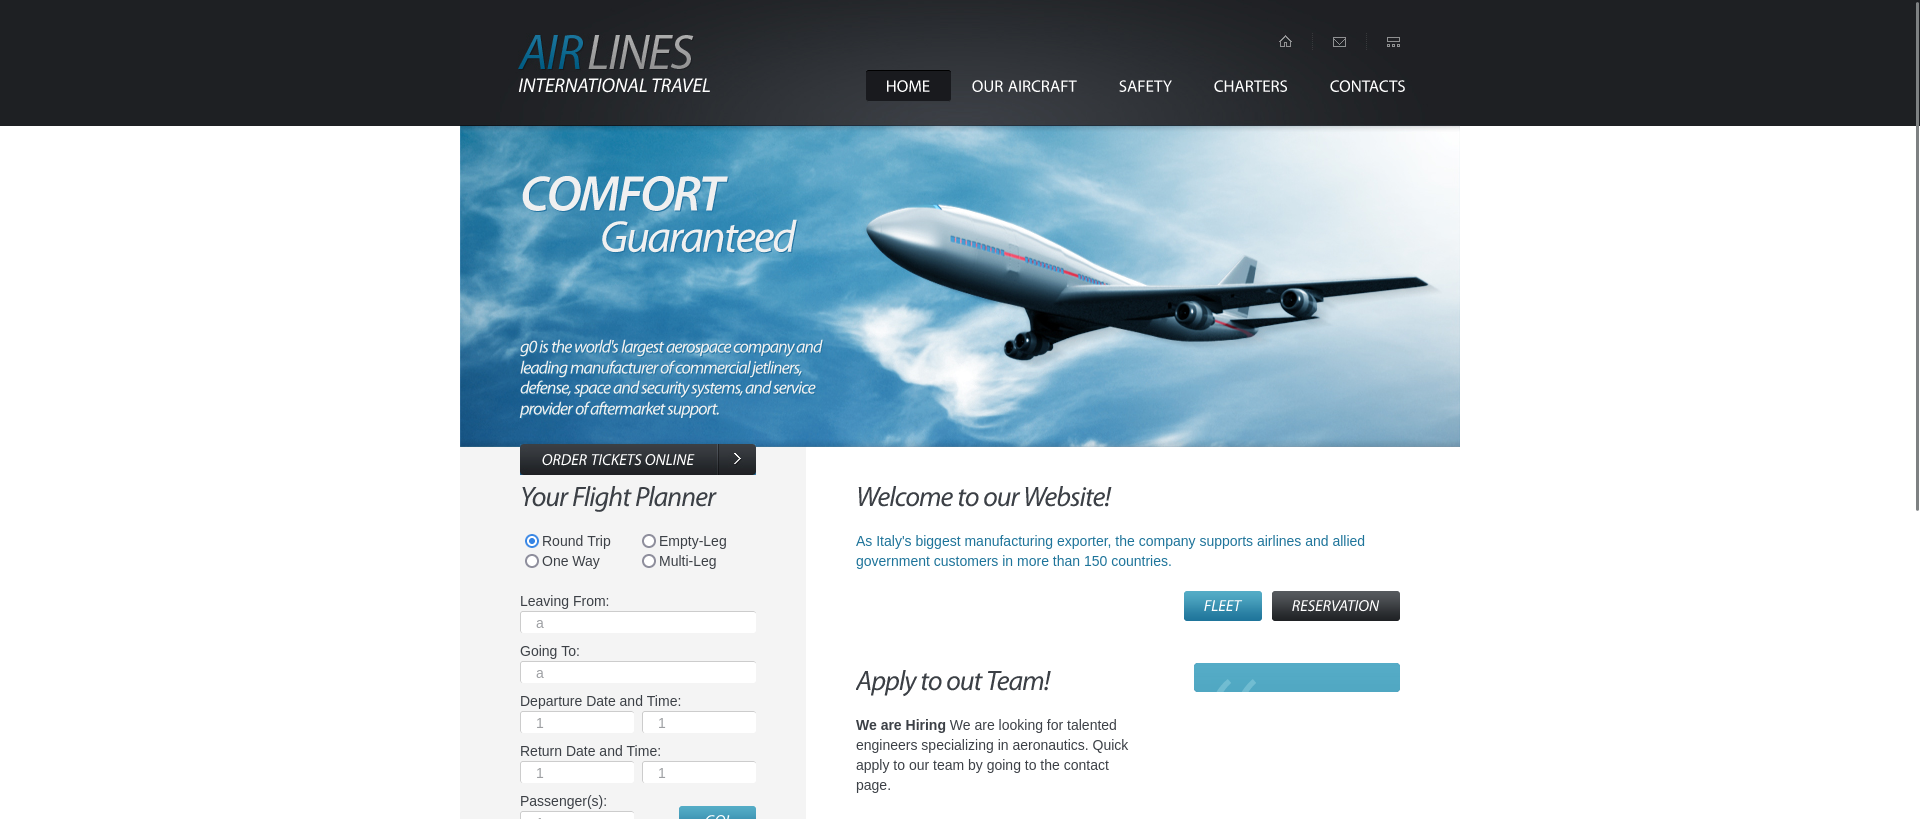 AIR LINES
INTERNATIONAL TRAVEL
HOME OUR AIRCRAFT SAFETY CHARTERS CONTACTS
COMFORT
Guaranteed
g0 is the world's largest aerospace company and
leading manufacturer of commercial jetliners,
defense, space and security systems, and service
provider of aftermarket support.
ORDER TICKETS ONLINE
Your Flight Planner
Round Trip Empty-Leg
One Way Multi-Leg
Leaving From:
a
Going To:
a
Departure Date and Time:
1 1
Return Date and Time:
1 1
Passenger(s):
GO!
Welcome to our Website!
As Italy's biggest manufacturing exporter, the company supports airlines and allied
government customers in more than 150 countries.
FLEET RESERVATION
Apply to out Team!
“
We are Hiring We are looking for talented
engineers specializing in aeronautics. Quick
apply to our team by going to the contact
page.